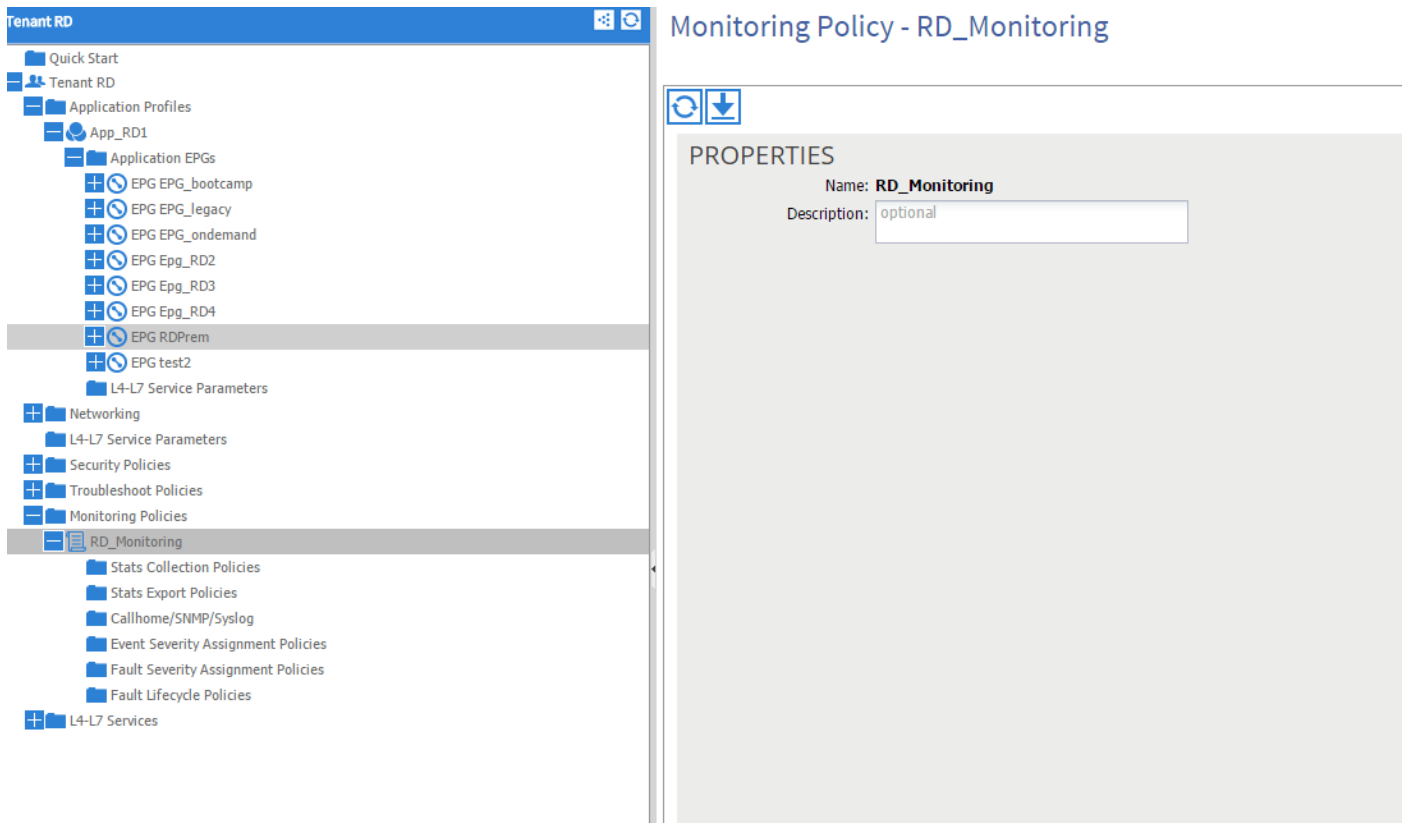 Tenant RD
Quick Start
Tenant RD
Application Profiles
App_RD1
Application EPGs
EPG EPG_bootcamp
EPG EPG_legacy
EPG EPG_ondemand
EPG Epg_RD2
EPG Epg_RD3
EPG Epg_RD4
EPG RDPrem
EPG test2
L4-L7 Service Parameters
Networking
L4-L7 Service Parameters
Security Policies
Troubleshoot Policies
Monitoring Policies
RD_Monitoring
Stats Collection Policies
Stats Export Policies
Callhome/SNMP/Syslog
Event Severity Assignment Policies
Fault Severity Assignment Policies
Fault Lifecycle Policies
L4-L7 Services
Monitoring Policy - RD_Monitoring
PROPERTIES
Name: RD_Monitoring
Description: optional